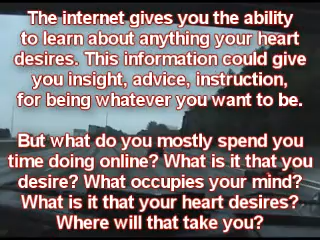 The internet gives you the ability
to learn about anything your heart
desires. This information could give
you insight, advice, instruction,
for being whatever you want to be.
But what do you mostly spend you
time doing online? What is it that you
desire? What occupies your mind?
What is it that your heart desires?
Where will that take you?